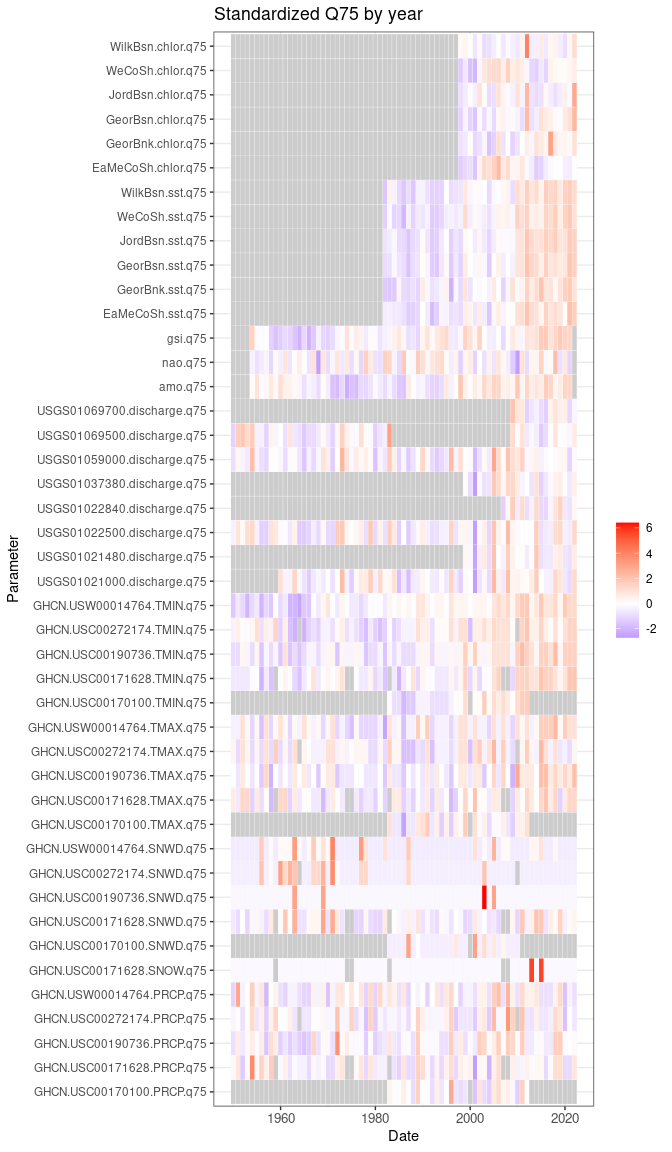 Standardized Q75 by year
WilkBsn.chlor.q75
WeCoSh.chlor.q75
JordBsn.chlor.q75
GeorBsn.chlor.q75
GeorBnk.chlor.q75
EaMeCoSh.chlor.q75
WilkBsn.sst.q75
WeCoSh.sst.q75
JordBsn.sst.q75
GeorBsn.sst.q75
GeorBnk.sst.q75
EaMeCoSh.sst.q75
gsi.q75
nao.q75
amo.q75
USGS01069700.discharge.q75
USGS01069500.discharge.q75
USGS01059000.discharge.q75
USGS01037380.discharge.q75
USGS01022840.discharge.q75
USGS01022500.discharge.q75
USGS01021480.discharge.q75
USGS01021000.discharge.q75
GHCN.USW00014764.TMIN.q75
GHCN.USC00272174.TMIN.q75
GHCN.USC00190736.TMIN.q75
GHCN.USC00171628.TMIN.q75
GHCN.USC00170100.TMIN.q75
GHCN.USW00014764.TMAX.q75
GHCN.USC00272174.TMAX.q75
GHCN.USC00190736.TMAX.q75
GHCN.USC00171628.TMAX.q75
GHCN.USC00170100.TMAX.q75
GHCN.USW00014764.SNWD.q75
GHCN.USC00272174.SNWD.q75
GHCN.USC00190736.SNWD.q75
GHCN.USC00171628.SNWD.q75
GHCN.USC00170100.SNWD.q75
GHCN.USC00171628.SNOW.q75
GHCN.USW00014764.PRCP.q75
GHCN.USC00272174.PRCP.q75
GHCN.USC00190736.PRCP.q75
GHCN.USC00171628.PRCP.q75
GHCN.USC00170100.PRCP.q75
Parameter
1960 1980 2000 2020
Date
6
4
2
0
-2